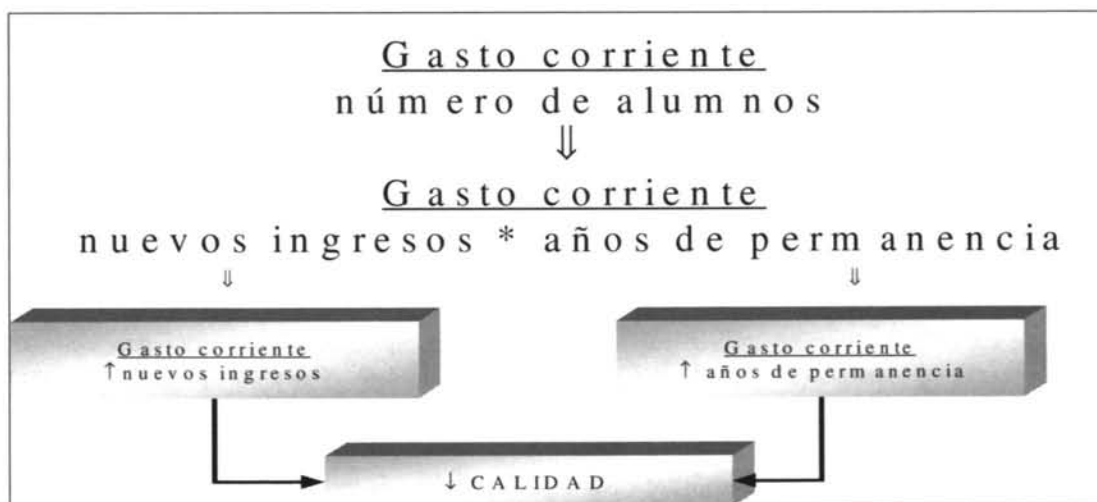 Gasto corriente
número de alumnos
⇓
Gasto corriente
nuevos ingresos * años de permanencia
⇓ ⇓
Gasto corriente
↑ nuevos ingresos
Gasto corriente
↑ años de permanencia
↓ CALIDAD